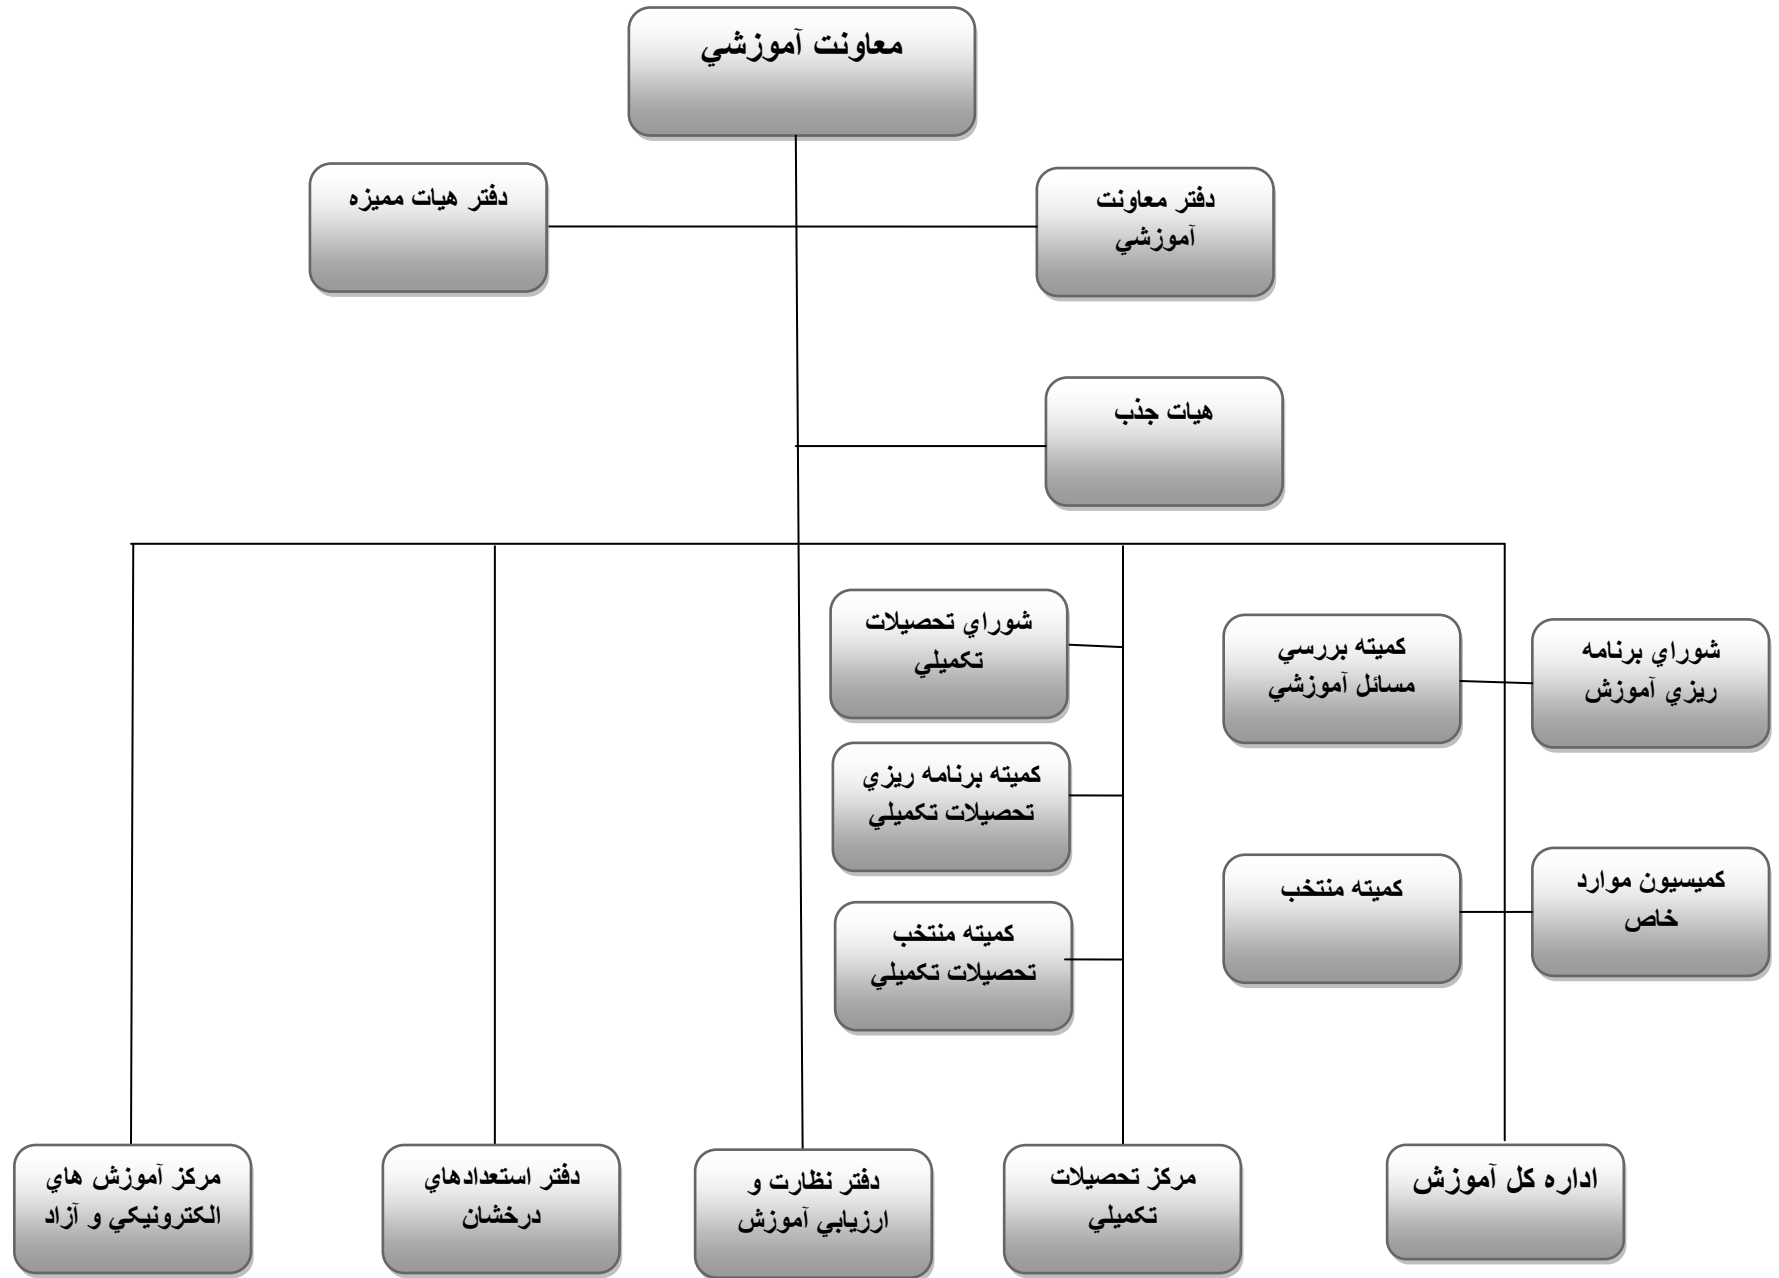 معاونت آموزشي
دفتر معاونت
آموزشي
دفتر هيات مميزه
هيات جذب
شوراي برنامه
ريزي آموزش
كميته بررسي
مسائل آموزشي
شوراي تحصيلات
تكميلي
كميته برنامه ريزي
تحصيلات تكميلي
كميسيون موارد
خاص
كميته منتخب
كميته منتخب
تحصيلات تكميلي
اداره كل آموزش
مركز تحصيلات
تكميلي
دفتر نظارت و
ارزيابي آموزش
دفتر استعدادهاي
درخشان
مركز آموزش هاي
الكترونيكي و آزاد